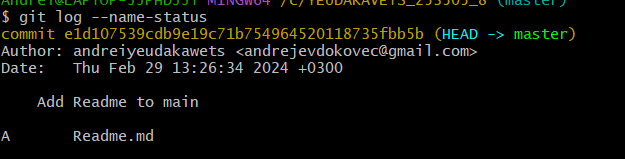 $ git log --name-status
commit e1d107539cdb9e19c71b754964520118735fbb5b (HEAD -> master)
Author: andreiyeudakawets <andrejevdokovec@gmail.com>
Date:   Thu Feb 29 13:26:34 2024 +0300
Add Readme to main
A       Readme.md